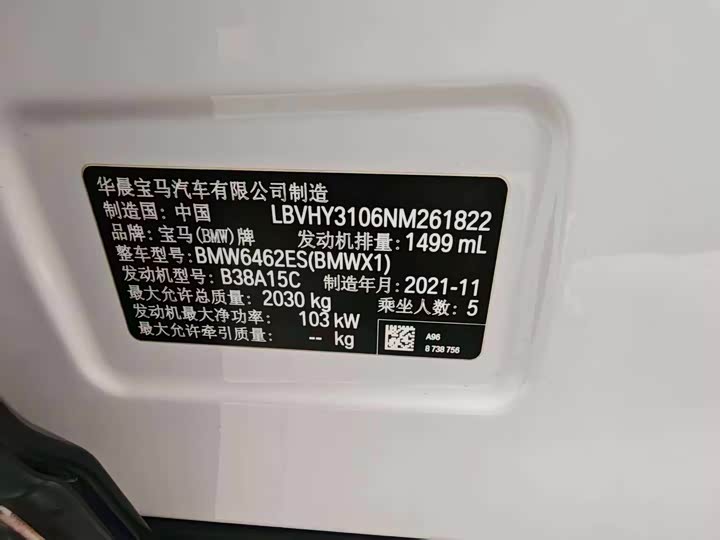 华晨宝马汽车有限公司制造
制造国: 中国 LBVHY3106NM261822
品牌: 宝马(BMW)牌 发动机排量: 1499 mL
整车型号: BMW6462ES(BMWX1)
发动机型号: B38A15C 制造年月: 2021-11
最大允许总质量: 2030 kg 乘坐人数: 5
发动机最大净功率: 103 kW
最大允许牵引质量: -- kg
A96
8 738 756